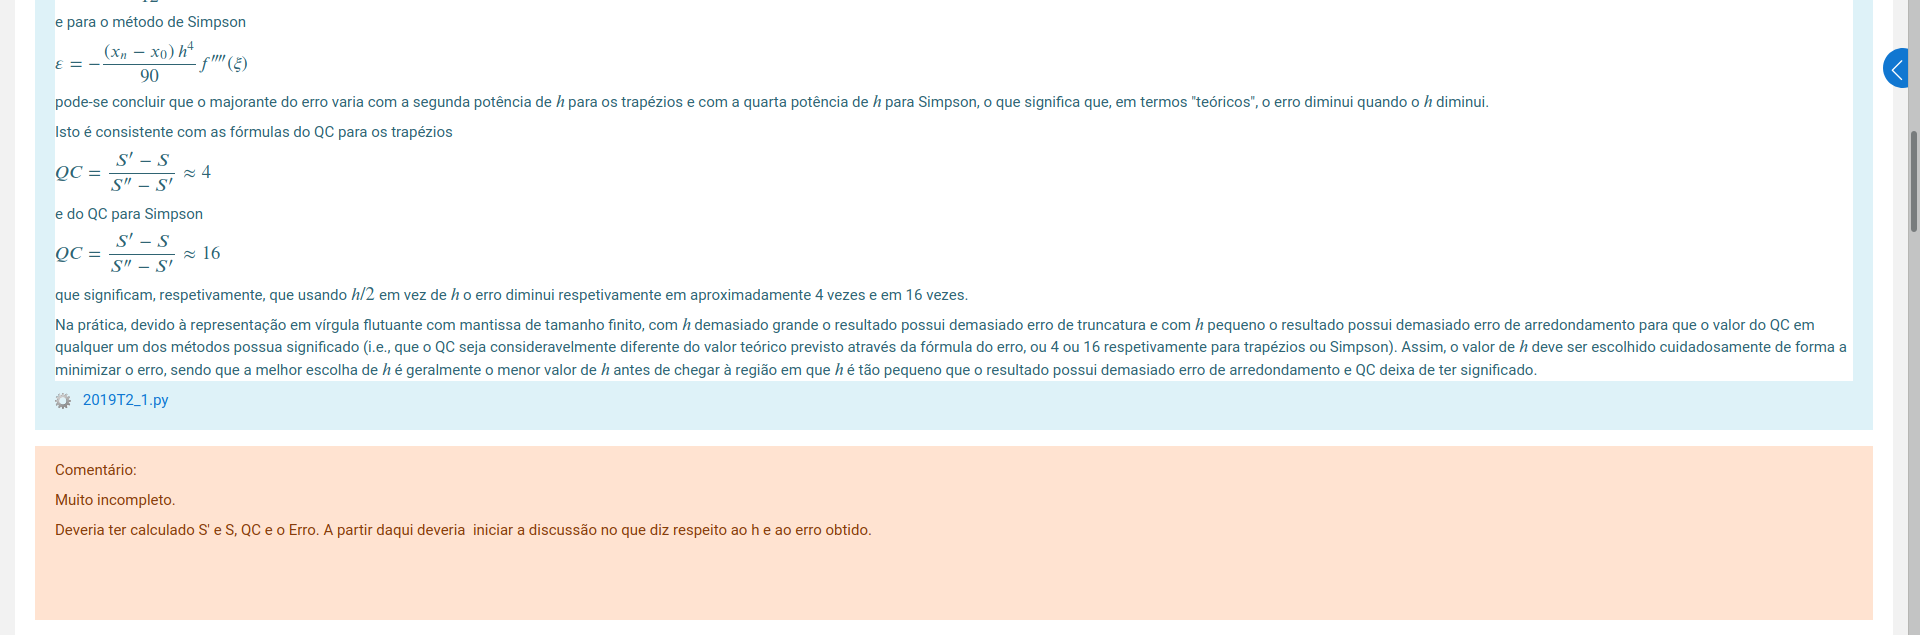 12
e para o método de Simpson
ε = −(xₙ − x₀) h⁴ / 90 f''''(ξ)
pode-se concluir que o majorante do erro varia com a segunda potência de h para os trapézios e com a quarta potência de h para Simpson, o que significa que, em termos "teóricos", o erro diminui quando o h diminui.
Isto é consistente com as fórmulas do QC para os trapézios
QC = (S′ − S) / (S″ − S′) ≈ 4
e do QC para Simpson
QC = (S′ − S) / (S″ − S′) ≈ 16
que significam, respetivamente, que usando h/2 em vez de h o erro diminui respetivamente em aproximadamente 4 vezes e em 16 vezes.
Na prática, devido à representação em vírgula flutuante com mantissa de tamanho finito, com h demasiado grande o resultado possui demasiado erro de truncatura e com h pequeno o resultado possui demasiado erro de arredondamento para que o valor do QC em
qualquer um dos métodos possua significado (i.e., que o QC seja consideravelmente diferente do valor teórico previsto através da fórmula do erro, ou 4 ou 16 respetivamente para trapézios ou Simpson). Assim, o valor de h deve ser escolhido cuidadosamente de forma a
minimizar o erro, sendo que a melhor escolha de h é geralmente o menor valor de h antes de chegar à região em que h é tão pequeno que o resultado possui demasiado erro de arredondamento e QC deixa de ter significado.
2019T2_1.py
Comentário:
Muito incompleto.
Deveria ter calculado S' e S, QC e o Erro. A partir daqui deveria  iniciar a discussão no que diz respeito ao h e ao erro obtido.